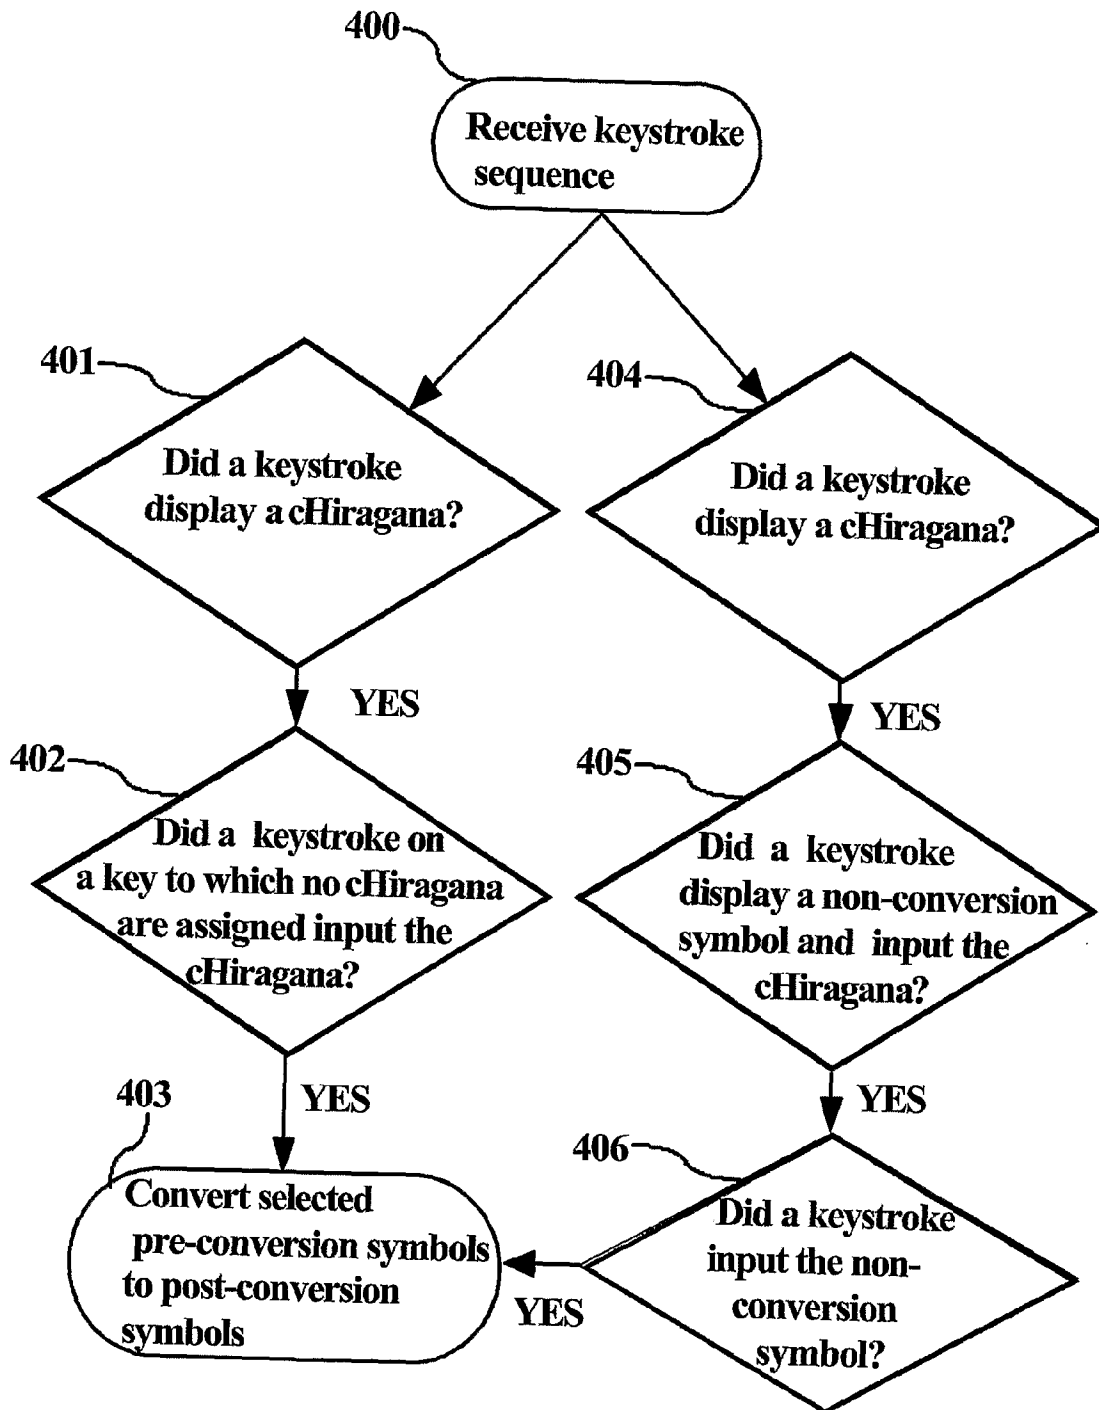 400
Receive keystroke
sequence
401
Did a keystroke
display a cHiragana?
404
Did a keystroke
display a cHiragana?
YES
YES
402
Did a keystroke on
a key to which no cHiragana
are assigned input the
cHiragana?
405
Did a keystroke
display a non-conversion
symbol and input the
cHiragana?
YES
YES
403
Convert selected
pre-conversion symbols
to post-conversion
symbols
406
Did a keystroke
input the non-
conversion
symbol?
YES